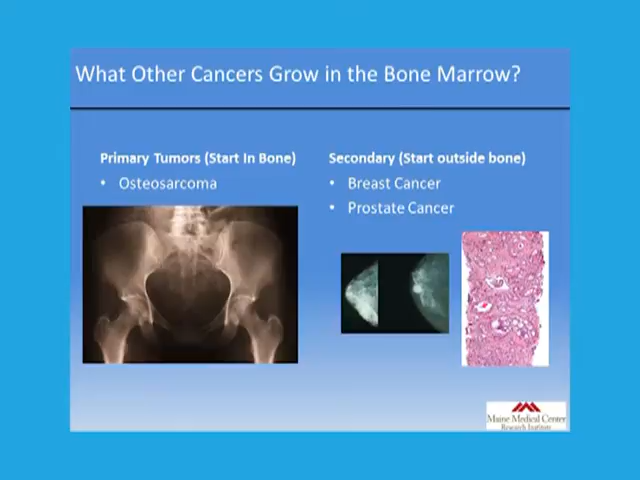 What Other Cancers Grow in the Bone Marrow?
Primary Tumors (Start In Bone)
• Osteosarcoma
Secondary (Start outside bone)
• Breast Cancer
• Prostate Cancer
Maine Medical Center
Research Institute